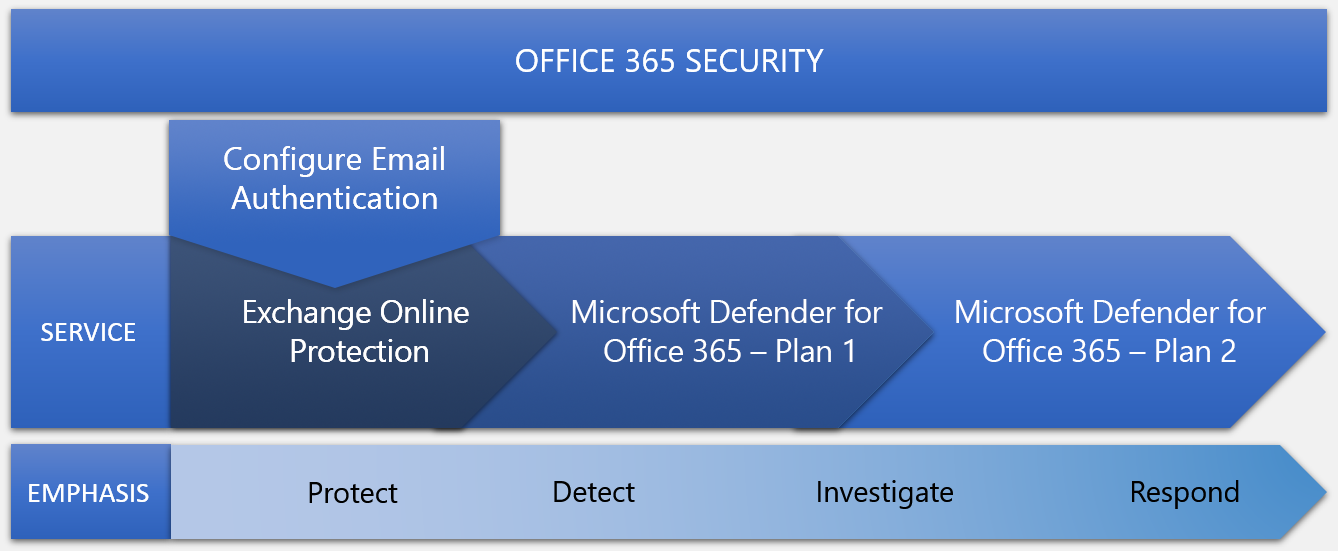 OFFICE 365 SECURITY
Configure Email
Authentication
SERVICE
Exchange Online
Protection
Microsoft Defender for
Office 365 – Plan 1
Microsoft Defender for
Office 365 – Plan 2
EMPHASIS
Protect
Detect
Investigate
Respond